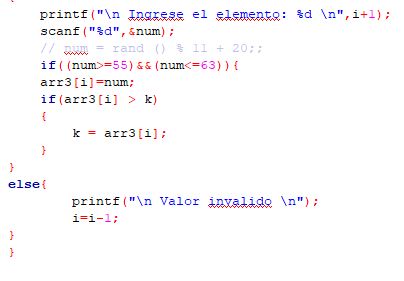 printf("\n Ingrese el elemento: %d \n",i+1);
scanf("%d",&num);
// num = rand () % 11 + 20;;
if((num>=55)&&(num<=63)){
arr3[i]=num;
if(arr3[i] > k)
{
k = arr3[i];
}
}
else{
printf("\n Valor invalido \n");
i=i-1;
}
}